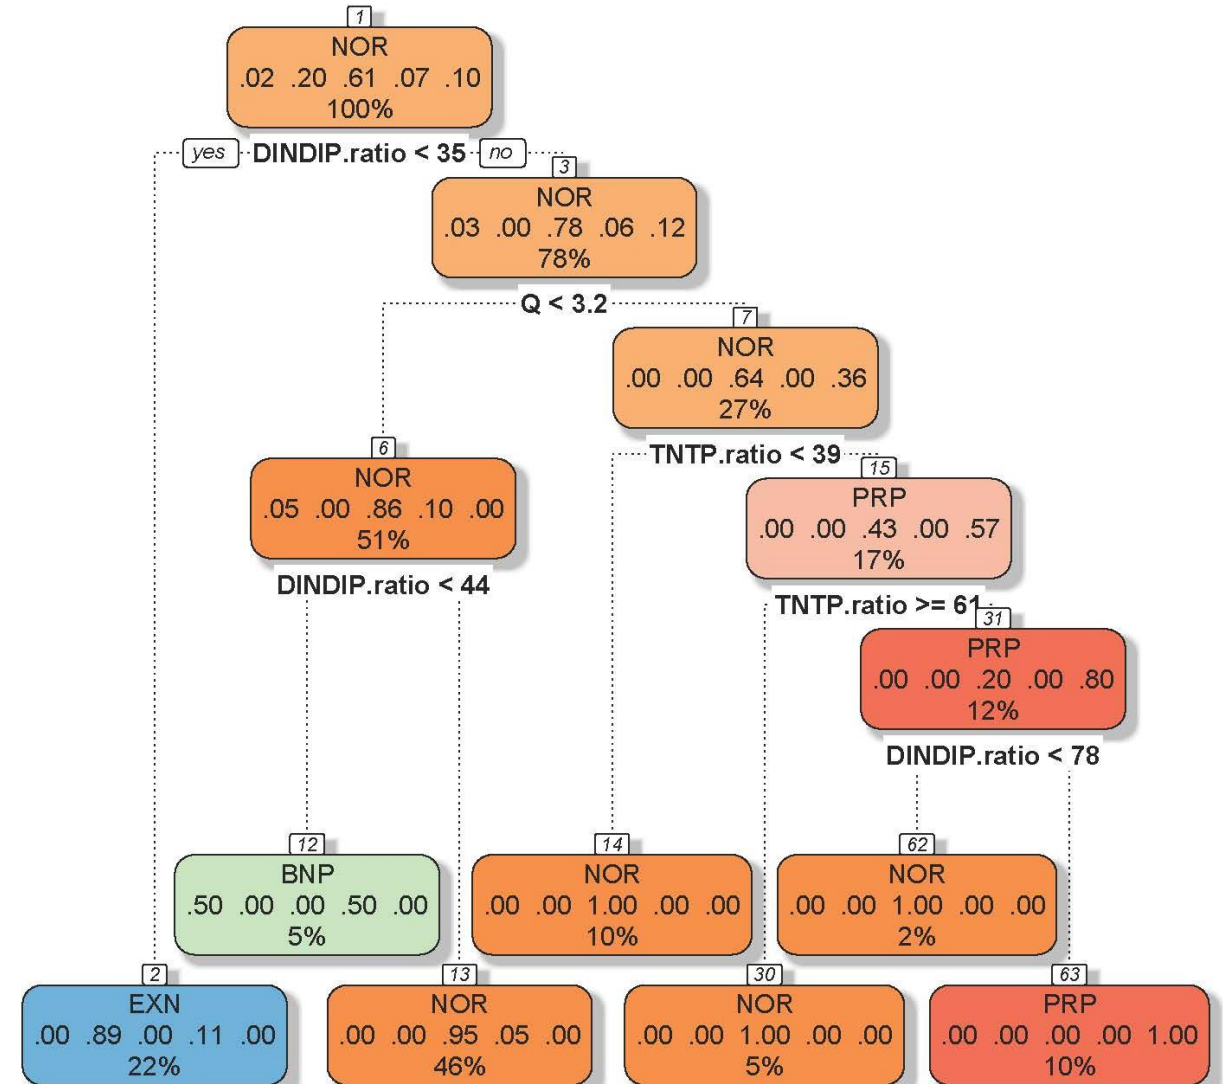 1
NOR
.02 .20 .61 .07 .10
100%
yes DINDIP.ratio < 35 no
3
NOR
.03 .00 .78 .06 .12
78%
Q < 3.2
7
NOR
.00 .00 .64 .00 .36
27%
6
NOR
.05 .00 .86 .10 .00
51%
TNTP.ratio < 39
15
PRP
.00 .00 .43 .00 .57
17%
DINDIP.ratio < 44
TNTP.ratio >= 61
31
PRP
.00 .00 .20 .00 .80
12%
DINDIP.ratio < 78
12
BNP
.50 .00 .00 .50 .00
5%
14
NOR
.00 .00 1.00 .00 .00
10%
62
NOR
.00 .00 1.00 .00 .00
2%
2
EXN
.00 .89 .00 .11 .00
22%
13
NOR
.00 .00 .95 .05 .00
46%
30
NOR
.00 .00 1.00 .00 .00
5%
63
PRP
.00 .00 .00 .00 1.00
10%